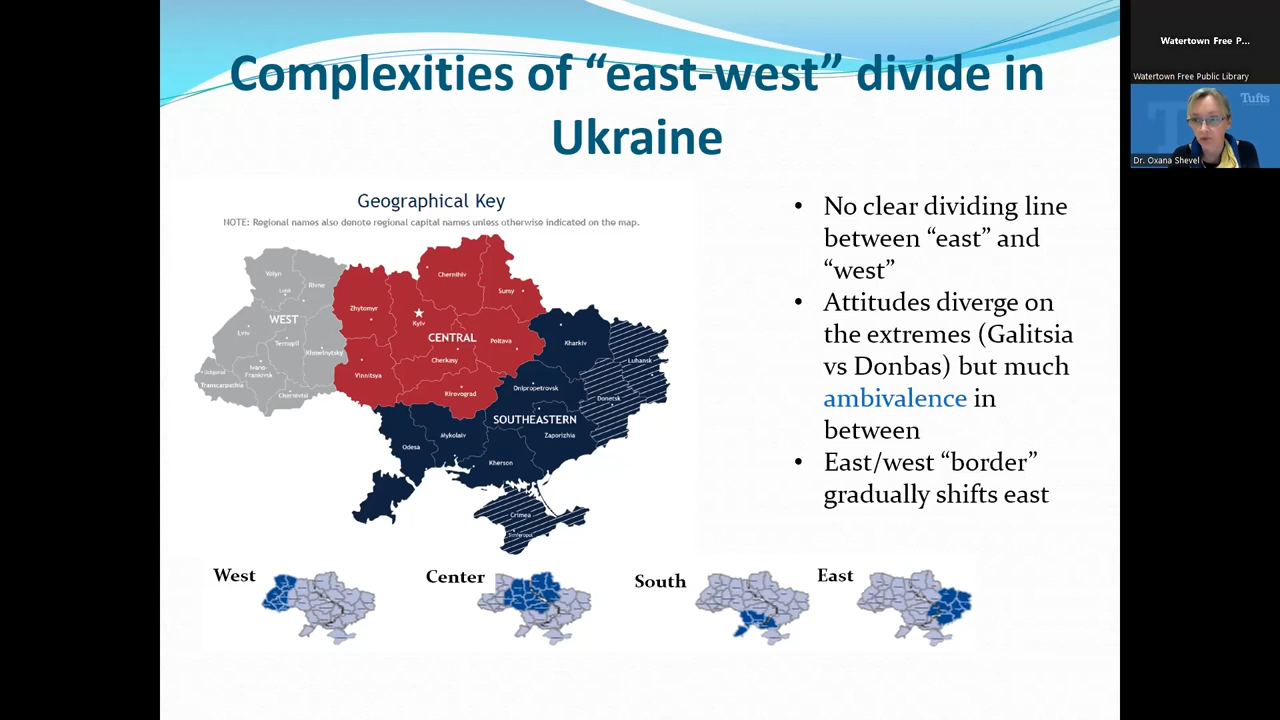 Complexities of “east-west” divide in
Ukraine
Geographical Key
NOTE: Regional names also denote regional capital names unless otherwise indicated on the map.
Volyn
Lutsk
Rivne
WEST
Lviv
Ternopil
Khmelnytsky
Ivano-
Frankivsk
Uzhgorod
Transcarpathia
Chernivtsi
Zhytomyr
Kyiv
Chernihiv
Sumy
CENTRAL
Poltava
Cherkasy
Vinnitsya
Kirovograd
Kharkiv
Luhansk
Dnipropetrovsk
Donetsk
SOUTHEASTERN
Zaporizhia
Mykolaiv
Odesa
Kherson
Crimea
Simferopol
• No clear dividing line
between “east” and
“west”
• Attitudes diverge on
the extremes (Galitsia
vs Donbas) but much
ambivalence in
between
• East/west “border”
gradually shifts east
West
Center
South
East
Watertown Free P...
Watertown Free Public Library
Tufts
Dr. Oxana Shevel